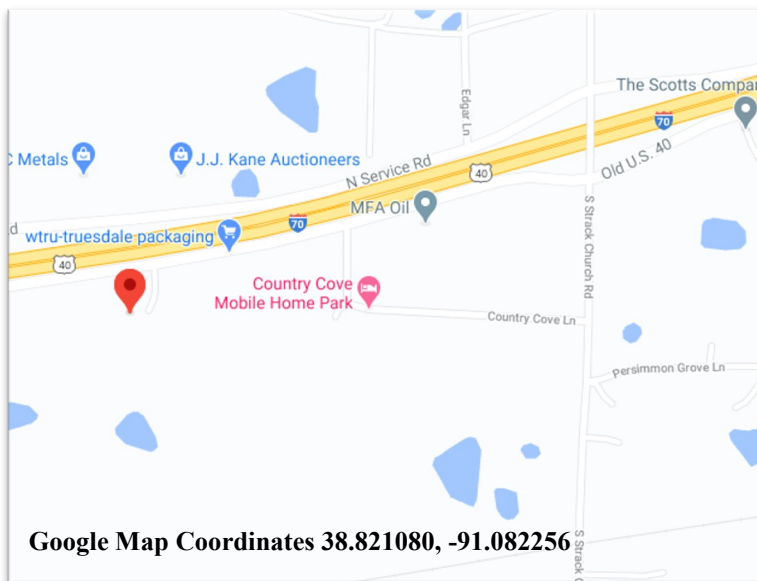 The Scotts Compar
Edgar Ln
70
C Metals
J.J. Kane Auctioneers
N Service Rd
40
Old U.S. 40
MFA Oil
S Strack Church Rd
wtru-truesdale packaging
70
40
Country Cove
Mobile Home Park
Country Cove Ln
Persimmon Grove Ln
Google Map Coordinates 38.821080, -91.082256
S Strack C